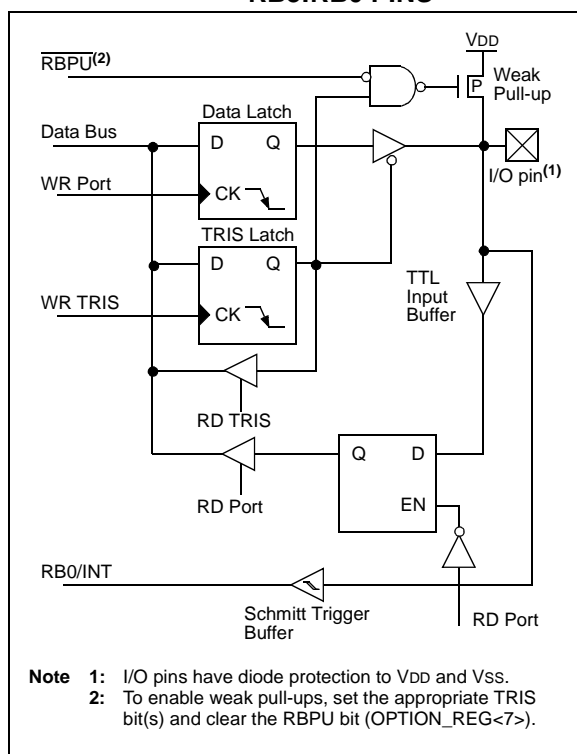 RBPU(2)
VDD
Weak
Pull-up
P
Data Latch
Data Bus
D Q
I/O pin(1)
WR Port
CK
TRIS Latch
D Q
TTL
Input
Buffer
WR TRIS
CK
RD TRIS
Q D
EN
RD Port
RB0/INT
Schmitt Trigger
Buffer
RD Port
Note 1: I/O pins have diode protection to VDD and VSS.
2: To enable weak pull-ups, set the appropriate TRIS
bit(s) and clear the RBPU bit (OPTION_REG<7>).